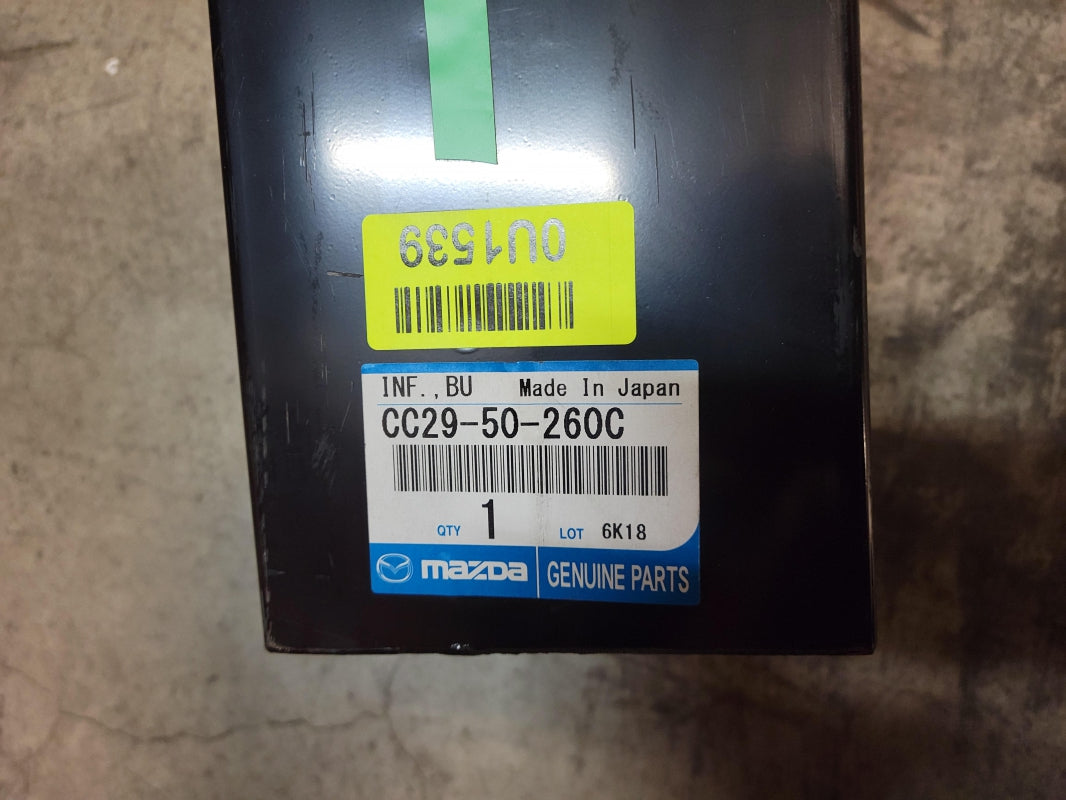 0U1539
INF.,BU Made In Japan
CC29-50-260C
QTY 1 LOT 6K18
mazda GENUINE PARTS